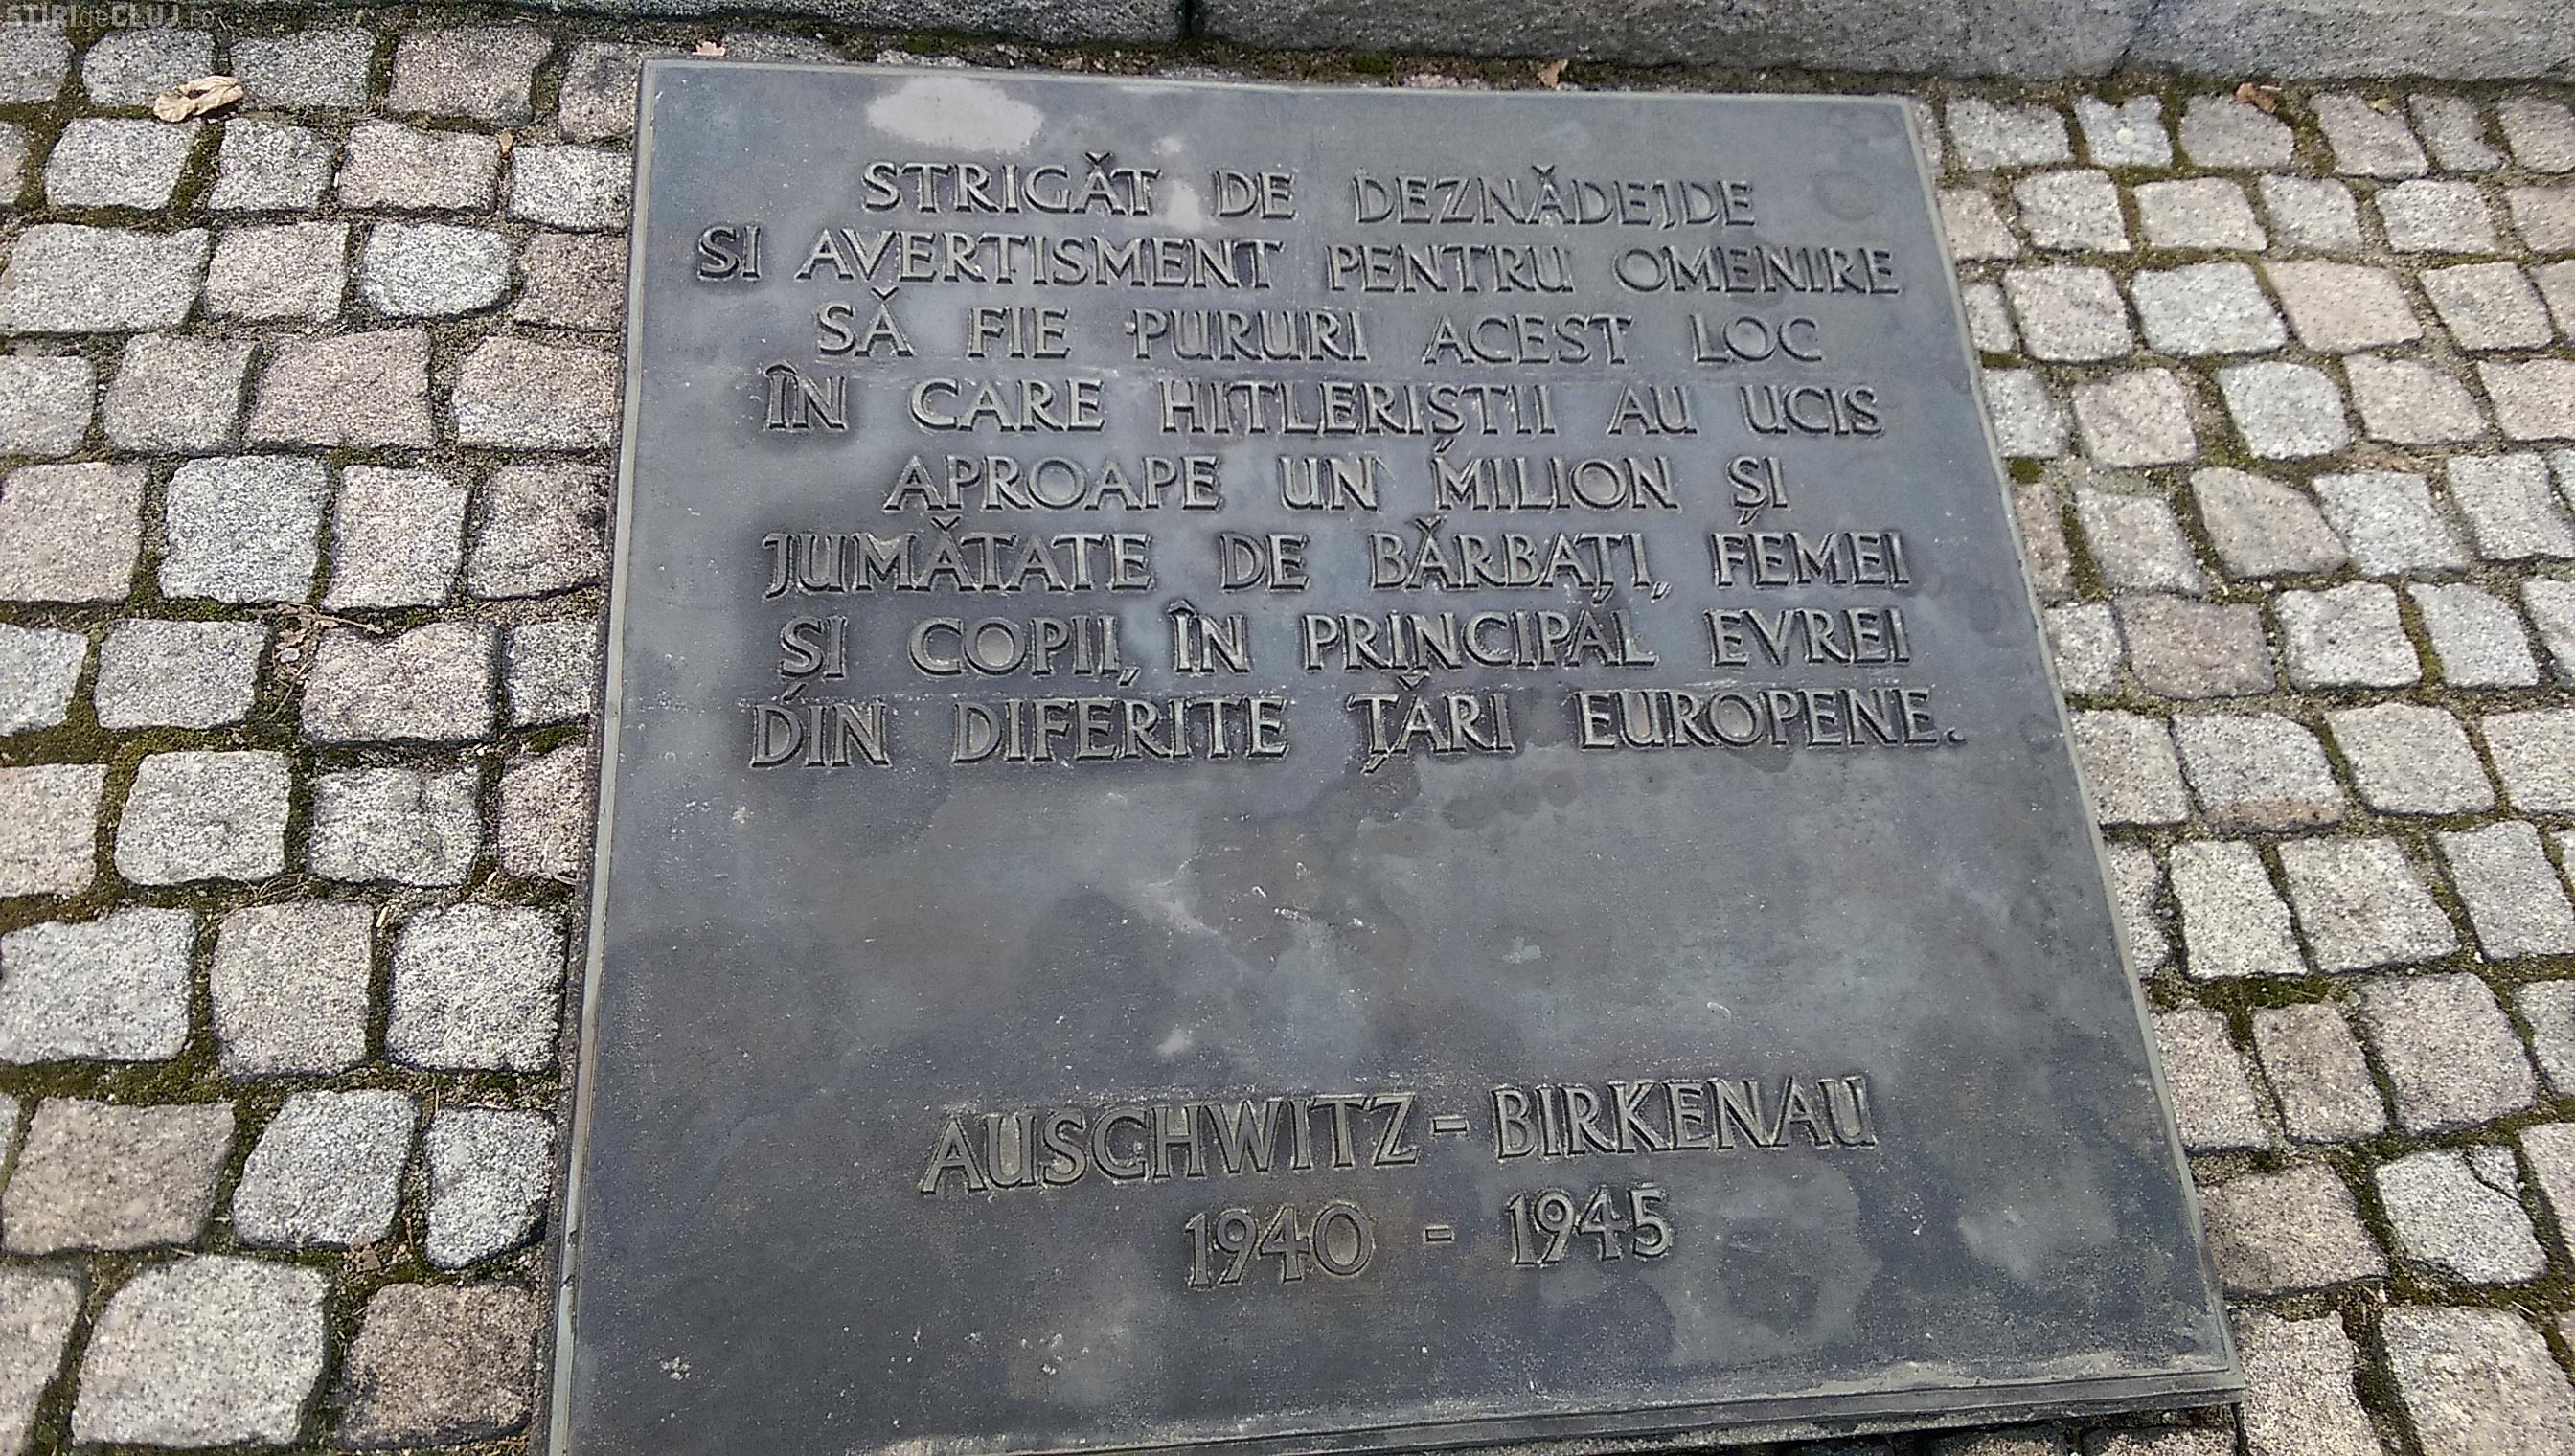 STIRIdeCLUJ.ro
STRIGĂT DE DEZNĂDEJDE
SI AVERTISMENT PENTRU OMENIRE
SĂ FIE PURURI ACEST LOC
ÎN CARE HITLERIȘTII AU UCIS
APROAPE UN MILION ȘI
JUMĂTATE DE BĂRBAȚI, FEMEI
ȘI COPII, ÎN PRINCIPAL EVREI
DIN DIFERITE ȚĂRI EUROPENE.
AUSCHWITZ - BIRKENAU
1940 - 1945